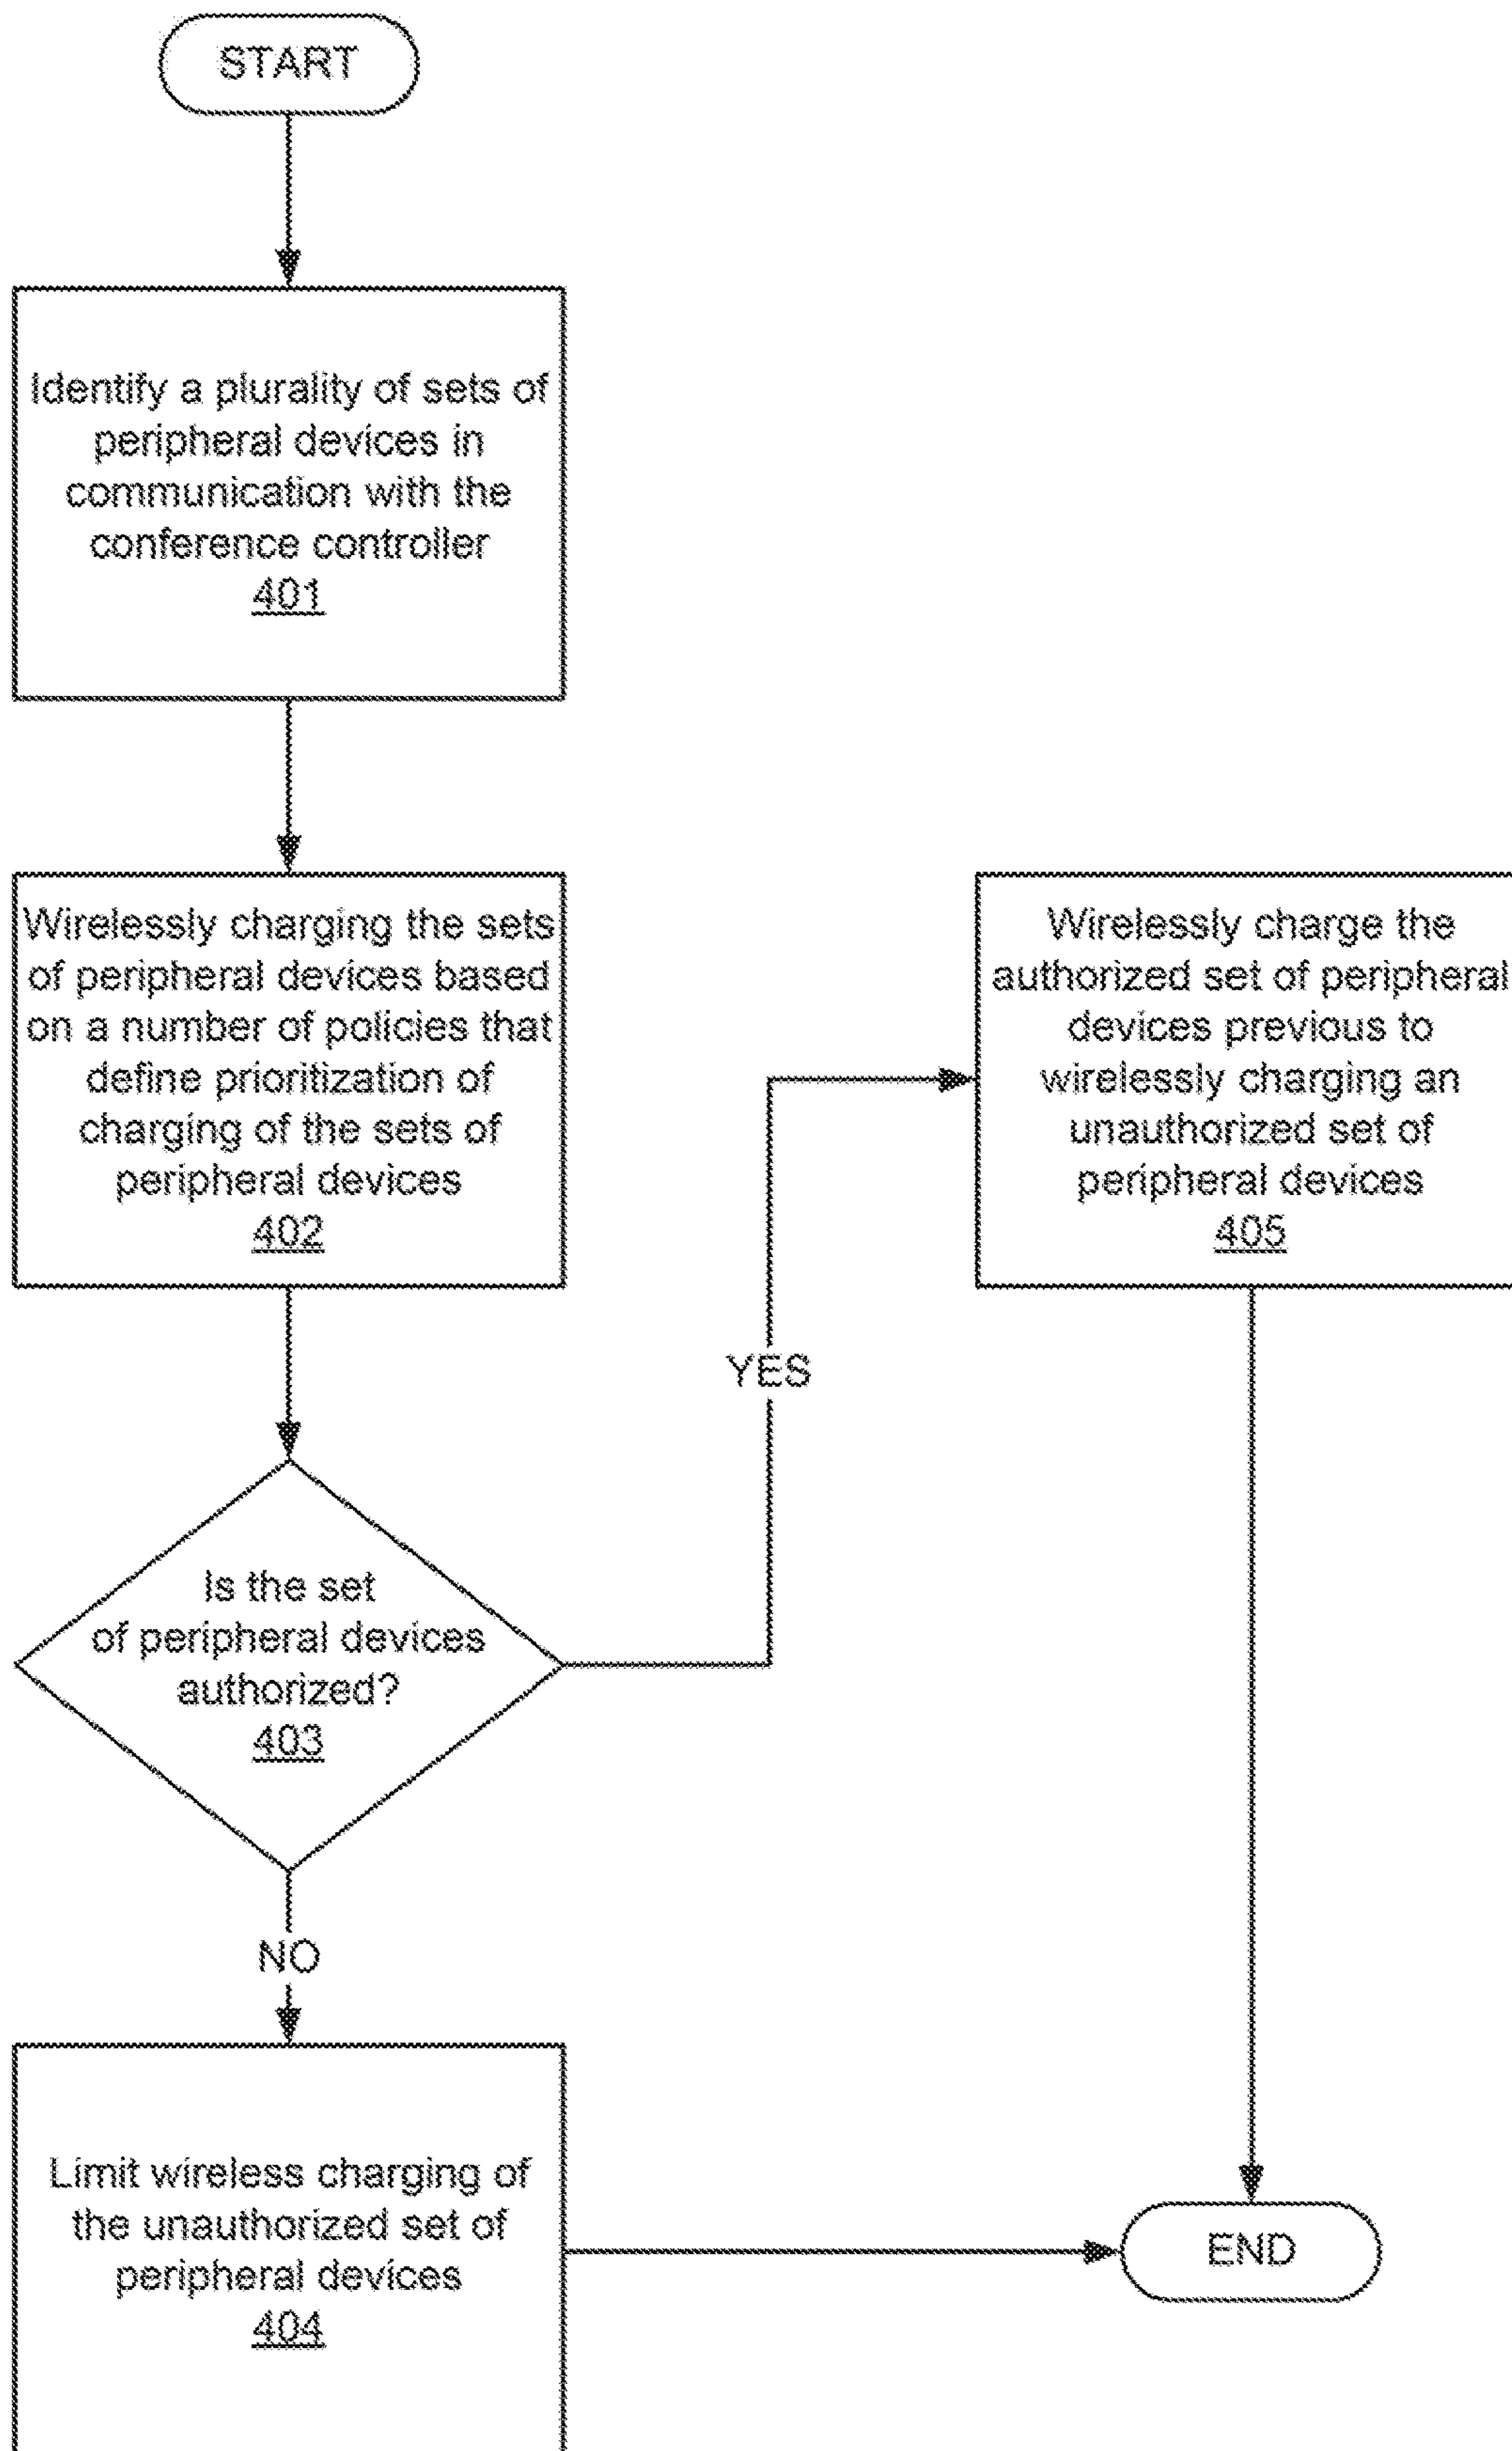 START
Identify a plurality of sets of
peripheral devices in
communication with the
conference controller
401
Wirelessly charging the sets
of peripheral devices based
on a number of policies that
define prioritization of
charging of the sets of
peripheral devices
402
Wirelessly charge the
authorized set of peripheral
devices previous to
wirelessly charging an
unauthorized set of
peripheral devices
405
YES
Is the set
of peripheral devices
authorized?
403
NO
Limit wireless charging of
the unauthorized set of
peripheral devices
404
END